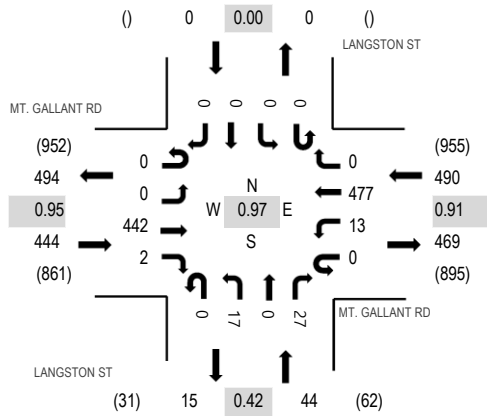 () 0 0.00 0 ()
LANGSTON ST
MT. GALLANT RD
0 0 0 0
(952) (955)
494 0 0 490
0 N 477
0.95 W 0.97 E 0.91
442 13
444 S 469
2 0
(861) (895)
0 17 0 27
MT. GALLANT RD
LANGSTON ST
(31) 15 0.42 44 (62)